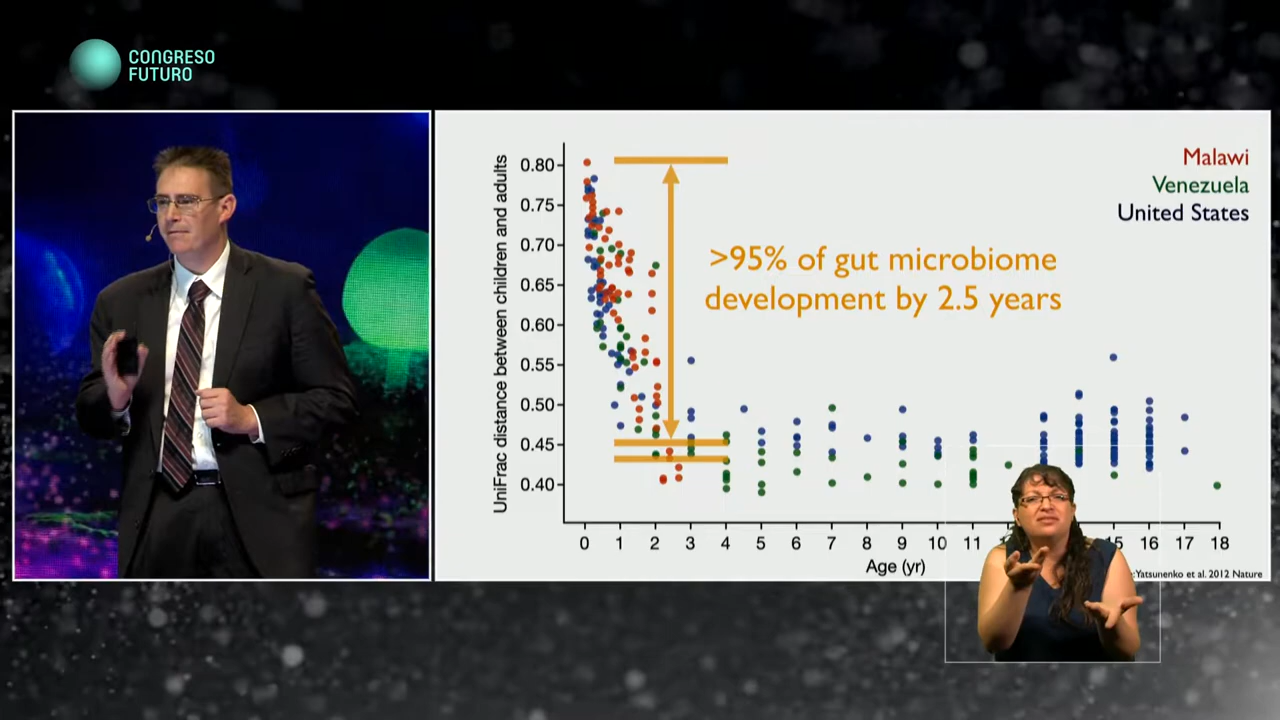 CONGRESO
FUTURO
Malawi
Venezuela
United States
>95% of gut microbiome
development by 2.5 years
UniFrac distance between children and adults
0.80
0.75
0.70
0.65
0.60
0.55
0.50
0.45
0.40
0 1 2 3 4 5 6 7 8 9 10 11 15 16 17 18
Age (yr)
Yatsunenko et al. 2012 Nature